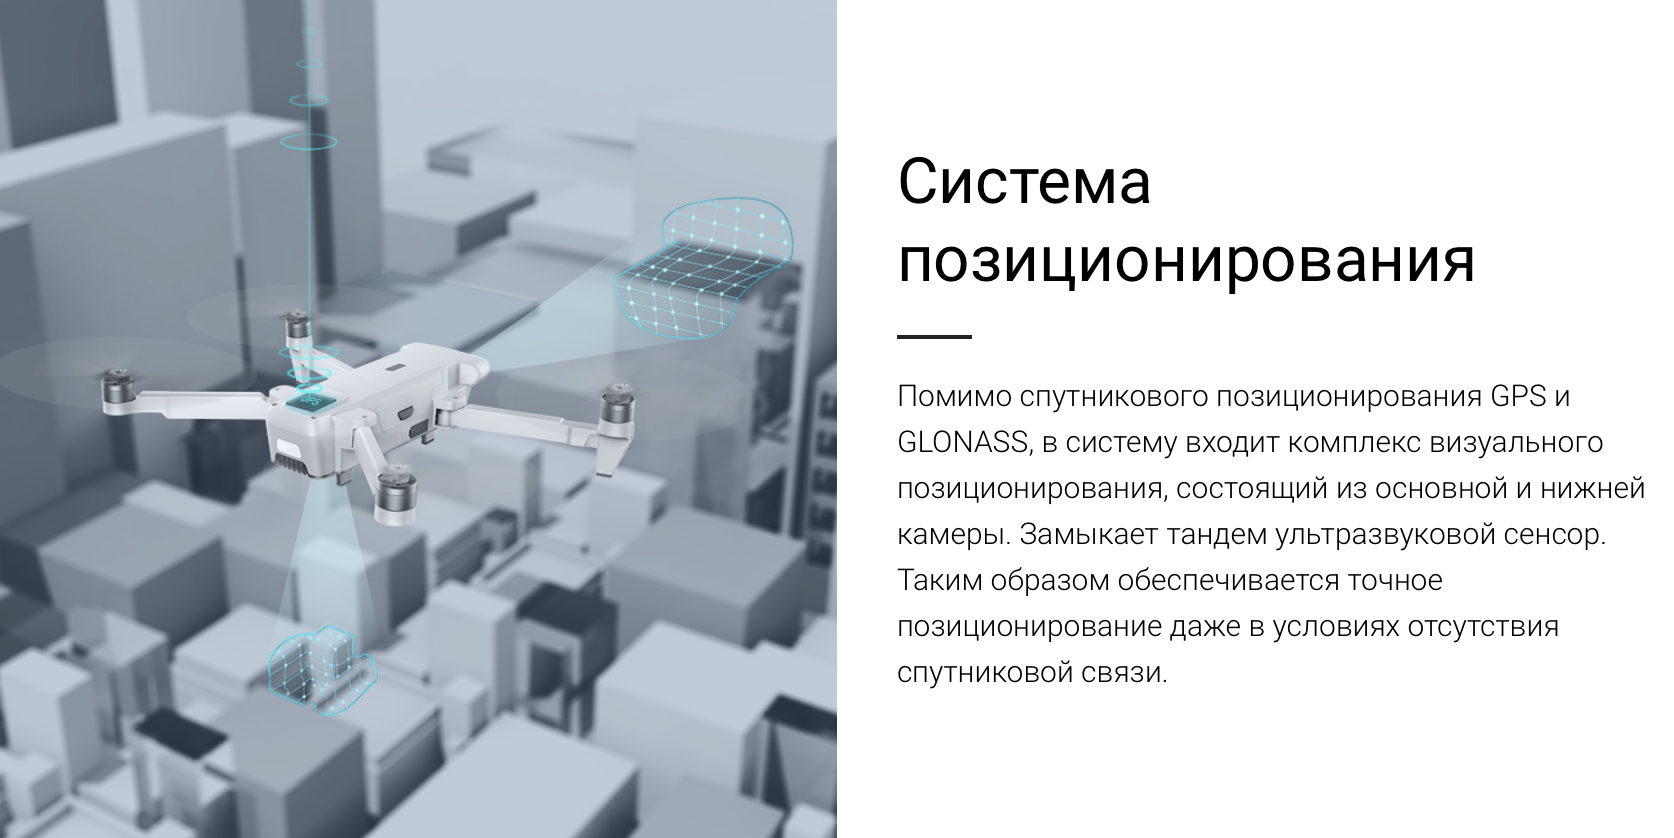 Система
позиционирования
Помимо спутникового позиционирования GPS и
GLONASS, в систему входит комплекс визуального
позиционирования, состоящий из основной и нижней
камеры. Замыкает тандем ультразвуковой сенсор.
Таким образом обеспечивается точное
позиционирование даже в условиях отсутствия
спутниковой связи.
GPS